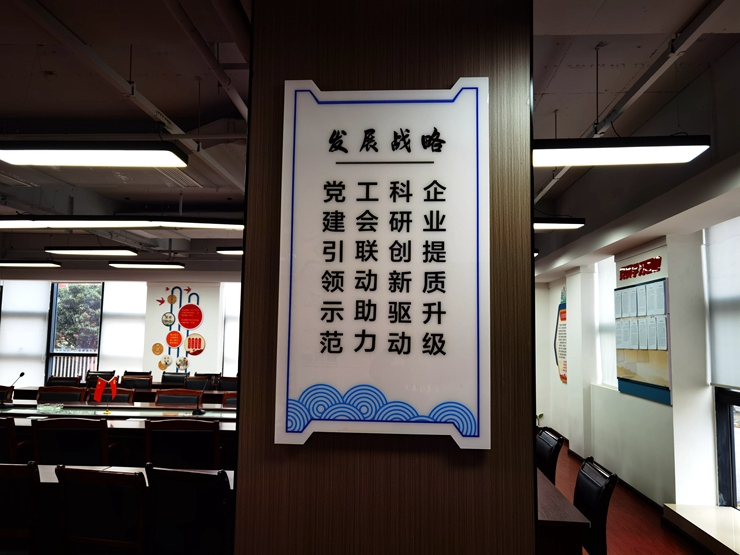 发展战略
党建引领示范
工会联动助力
科研创新驱动
企业提质升级